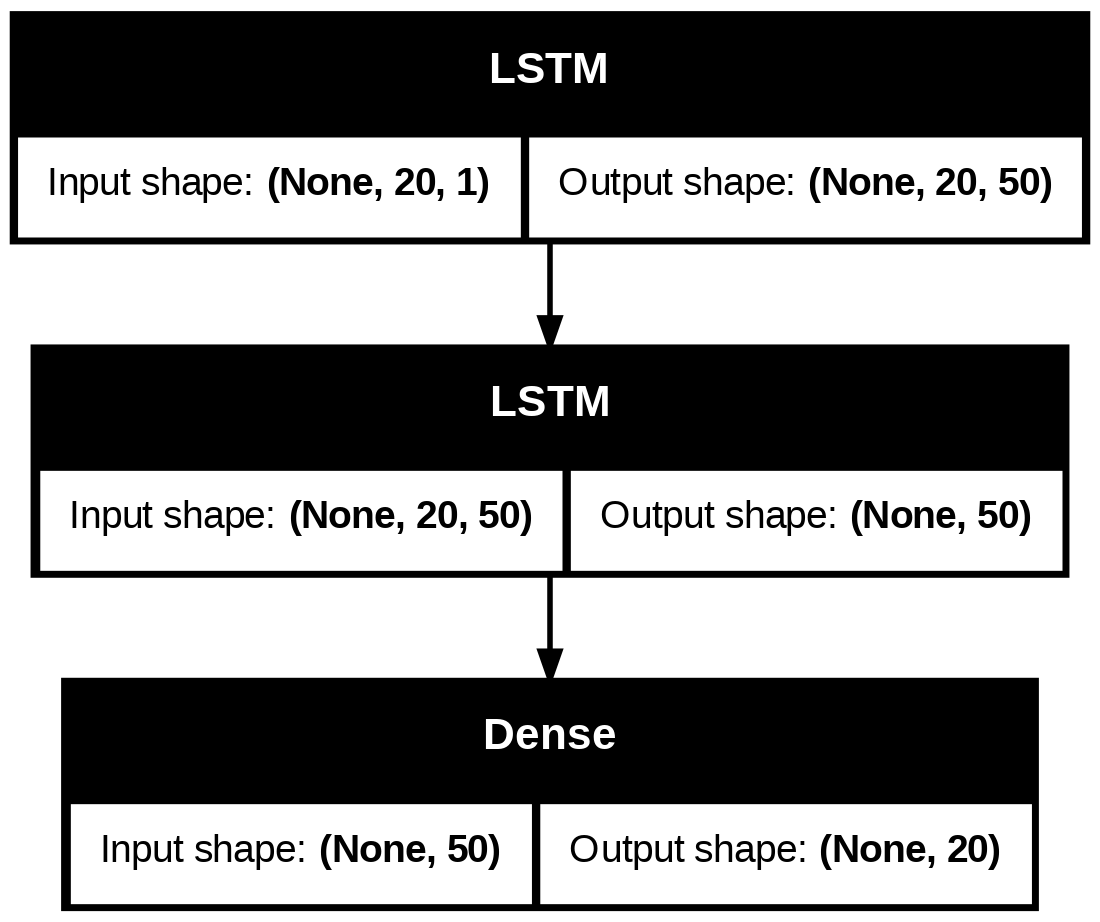 LSTM
Input shape: (None, 20, 1) Output shape: (None, 20, 50)
LSTM
Input shape: (None, 20, 50) Output shape: (None, 50)
Dense
Input shape: (None, 50) Output shape: (None, 20)